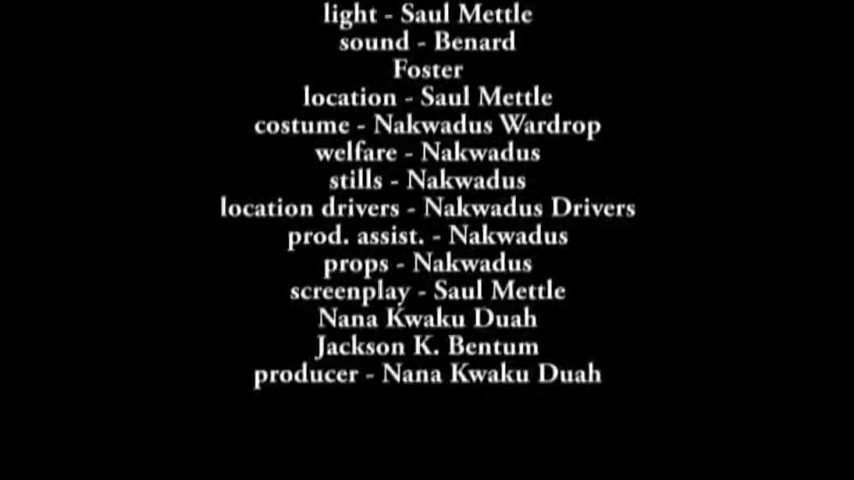 light - Saul Mettle
sound - Benard
Foster
location - Saul Mettle
costume - Nakwadus Wardrop
welfare - Nakwadus
stills - Nakwadus
location drivers - Nakwadus Drivers
prod. assist. - Nakwadus
props - Nakwadus
screenplay - Saul Mettle
Nana Kwaku Duah
Jackson K. Bentum
producer - Nana Kwaku Duah